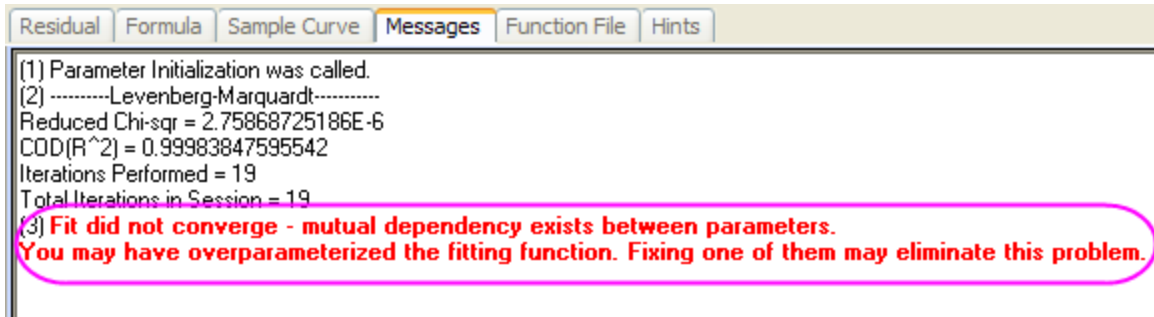 Residual Formula Sample Curve Messages Function File Hints
(1) Parameter Initialization was called.
(2) ----------Levenberg-Marquardt-----------
Reduced Chi-sqr = 2.75868725186E-6
COD(R^2) = 0.99983847595542
Iterations Performed = 19
Total Iterations in Session = 19
(3) Fit did not converge - mutual dependency exists between parameters.
You may have overparameterized the fitting function. Fixing one of them may eliminate this problem.